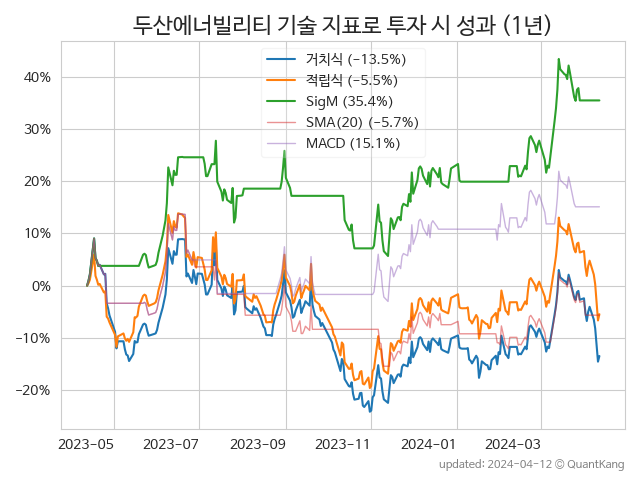 두산에너빌리티 기술 지표로 투자 시 성과 (1년)
거치식 (−13.5%)
적립식 (−5.5%)
SigM (35.4%)
SMA(20) (−5.7%)
MACD (15.1%)
40%
30%
20%
10%
0%
−10%
−20%
2023-05 2023-07 2023-09 2023-11 2024-01 2024-03
updated: 2024-04-12 ⓒ QuantKang